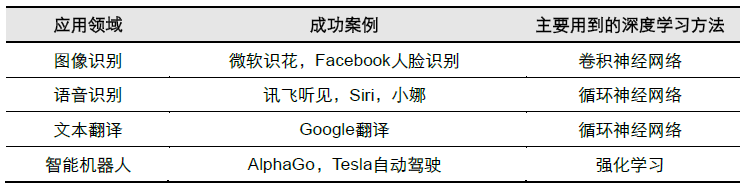 应用领域 成功案例 主要用到的深度学习方法
图像识别 微软识花，Facebook人脸识别 卷积神经网络
语音识别 讯飞听见，Siri，小娜 循环神经网络
文本翻译 Google翻译 循环神经网络
智能机器人 AlphaGo，Tesla自动驾驶 强化学习